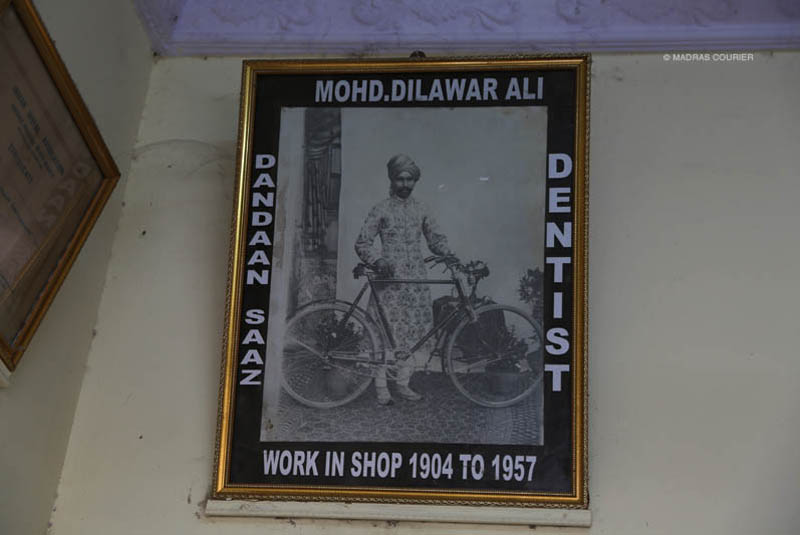 © MADRAS COURIER
MOHD.DILAWAR ALI
DANDAAN SAAZ
DENTIST
WORK IN SHOP 1904 TO 1957